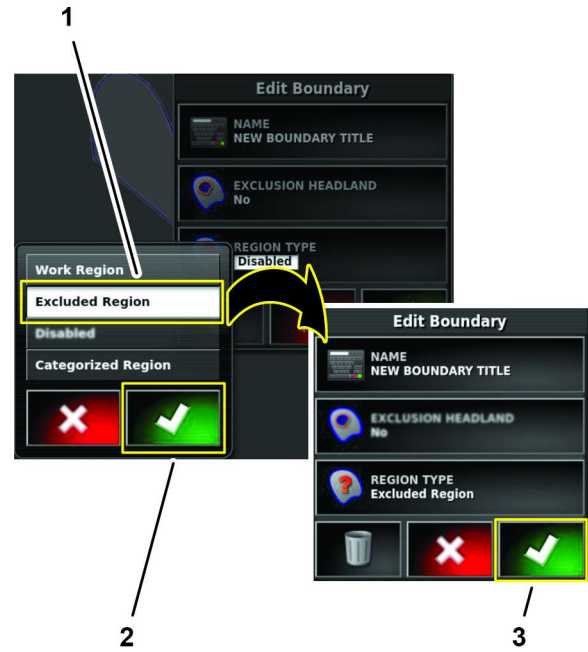 1
Edit Boundary
NAME
NEW BOUNDARY TITLE
EXCLUSION HEADLAND
No
REGION TYPE
Disabled
Work Region
Excluded Region
Disabled
Categorized Region
Edit Boundary
NAME
NEW BOUNDARY TITLE
EXCLUSION HEADLAND
No
REGION TYPE
Excluded Region
?
2
3